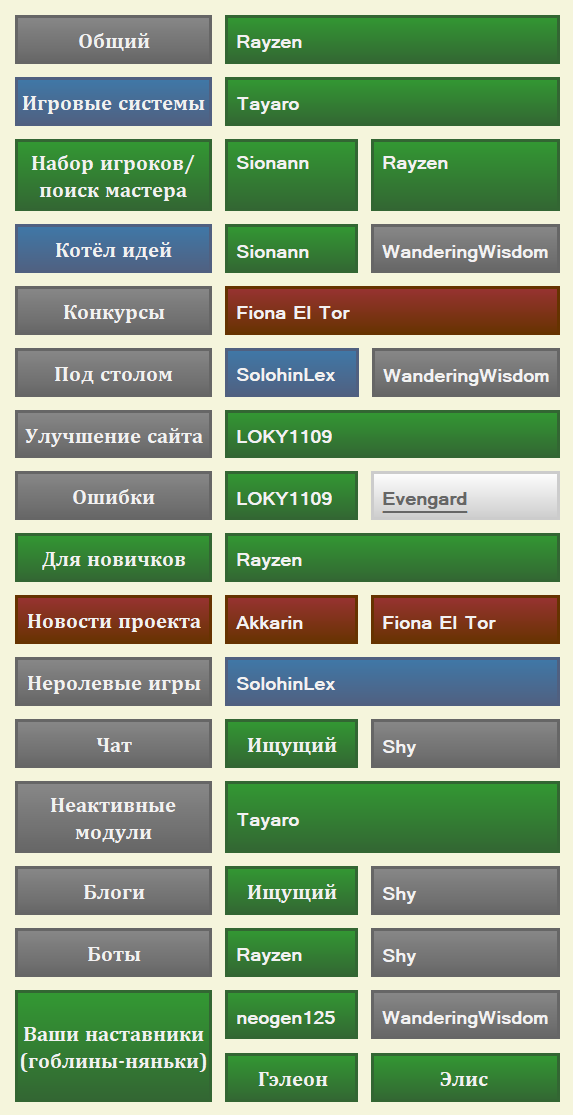 Общий Rayzen
Игровые системы Tayaro
Набор игроков/ Sionann Rayzen
поиск мастера
Котёл идей Sionann WanderingWisdom
Конкурсы Fiona El Tor
Под столом SolohinLex WanderingWisdom
Улучшение сайта LOKY1109
Ошибки LOKY1109 Evengard
Для новичков Rayzen
Новости проекта Akkarin Fiona El Tor
Неролевые игры SolohinLex
Чат Ищущий Shy
Неактивные
модули
Tayaro
Блоги Ищущий Shy
Боты Rayzen Shy
Ваши наставники
(гоблины-няньки)
neogen125 WanderingWisdom
Гэлеон Элис